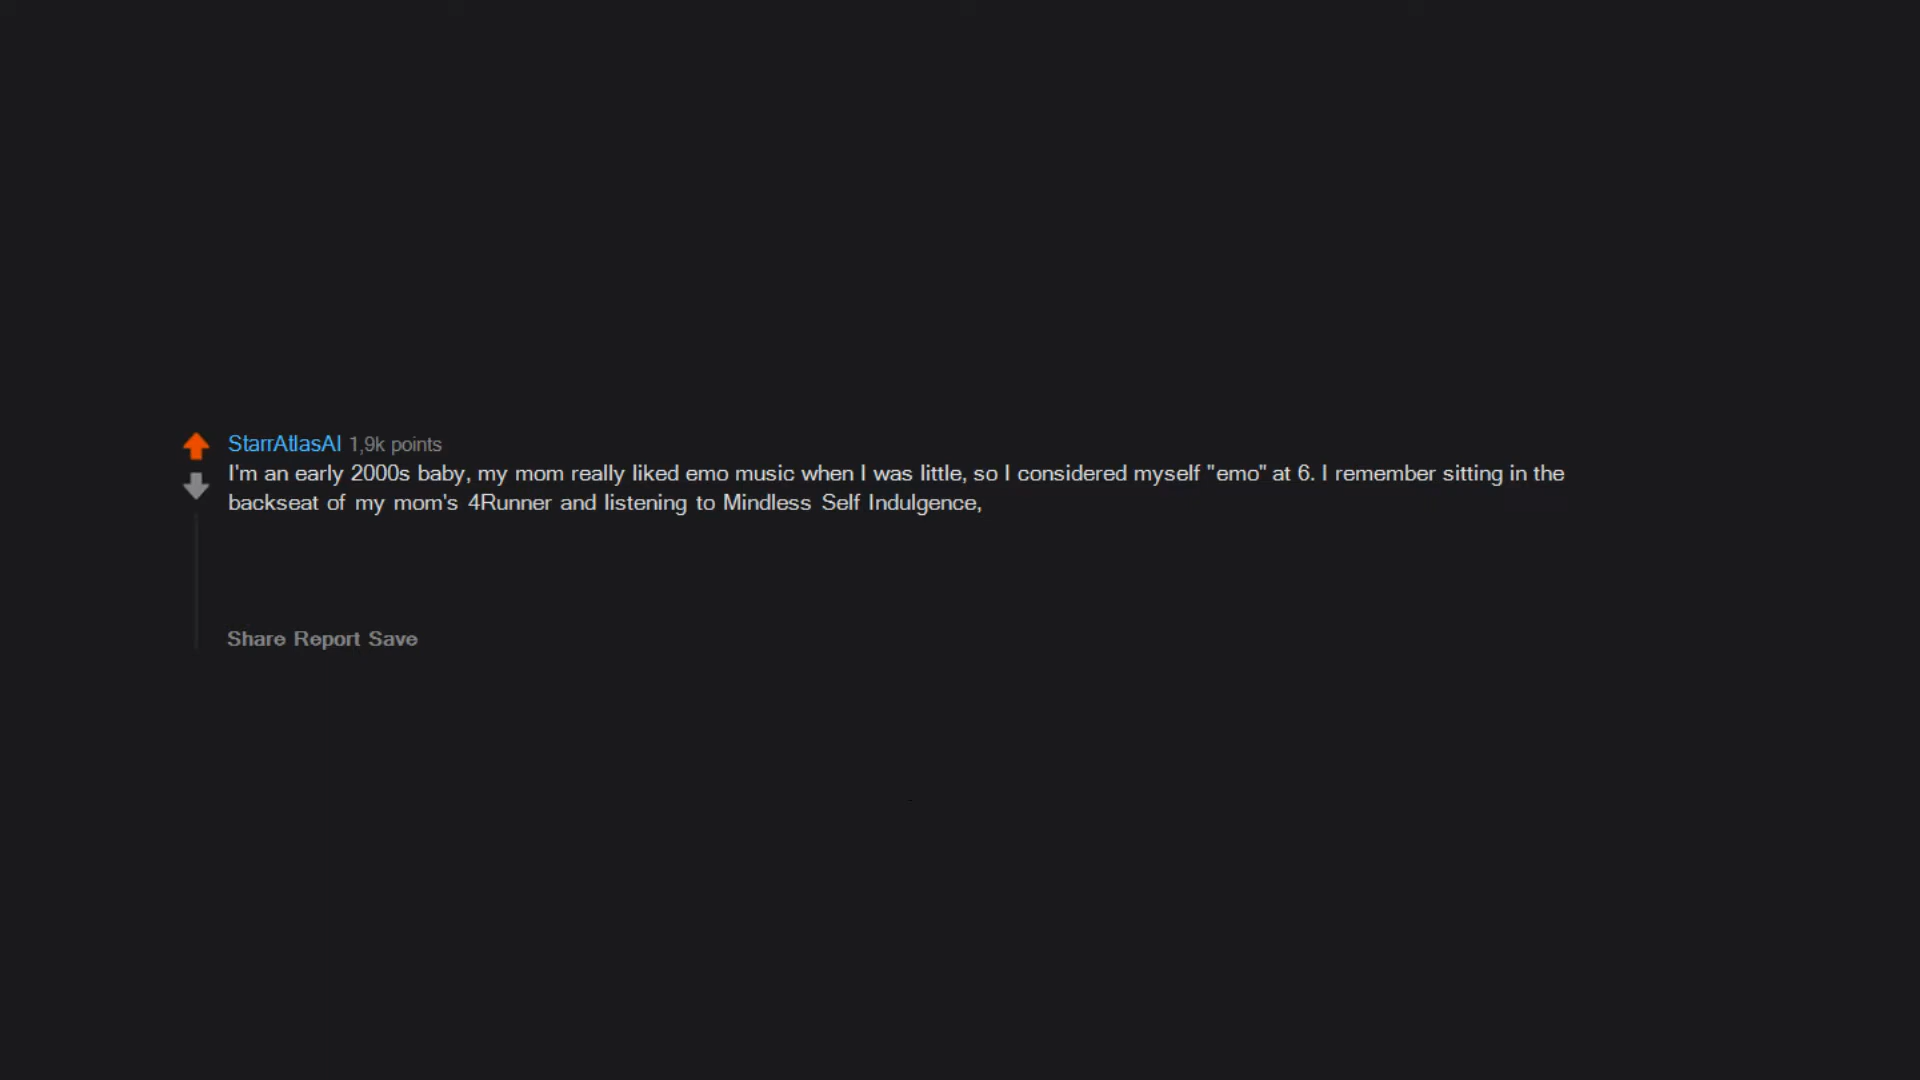 StarrAtlasAI 1,9k points
I'm an early 2000s baby, my mom really liked emo music when I was little, so I considered myself "emo" at 6. I remember sitting in the
backseat of my mom's 4Runner and listening to Mindless Self Indulgence,
Share Report Save